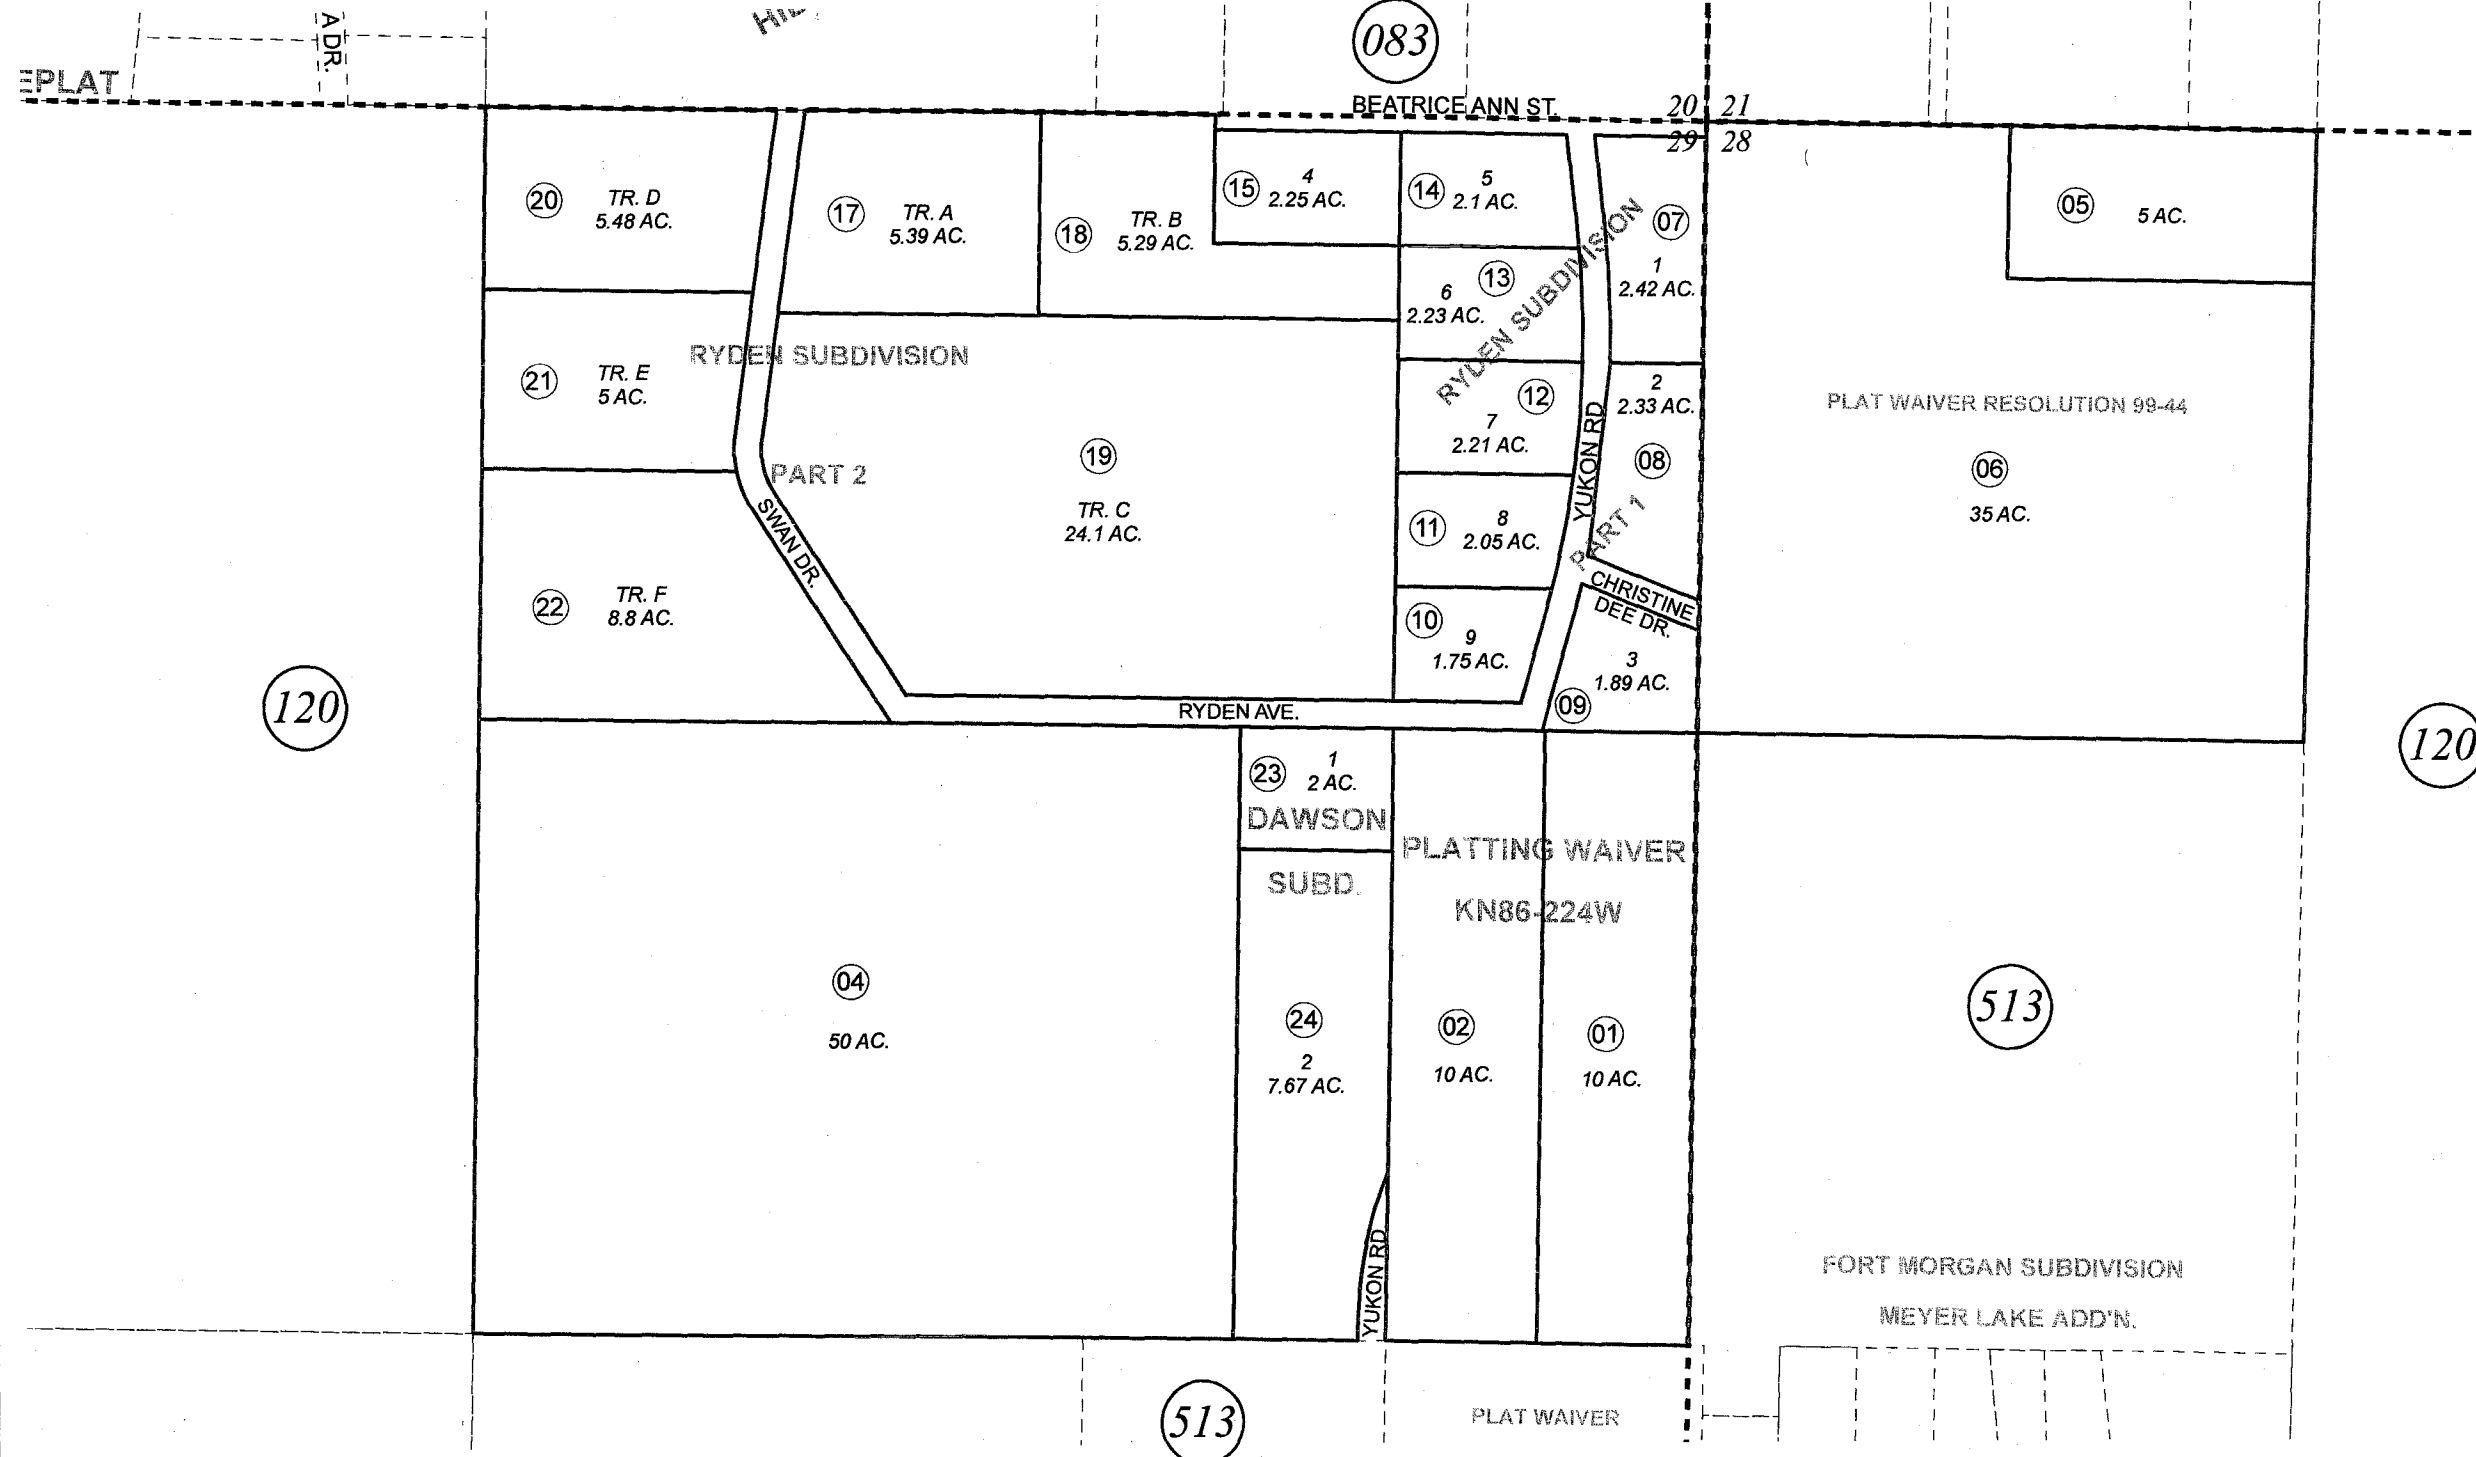 A DR.
083
EPLAT
BEATRICE ANN ST.
20 21
29 28
20
TR. D
5.48 AC.
17
TR. A
5.39 AC.
18
TR. B
5.29 AC.
15
4
2.25 AC.
14
5
2.1 AC.
07
1
2.42 AC.
05
5 AC.
13
6
2.23 AC.
RYDEN SUBDIVISION
PART 1
21
TR. E
5 AC.
RYDEN SUBDIVISION
PART 2
12
7
2.21 AC.
YUKON RD
2
2.33 AC.
08
PLAT WAIVER RESOLUTION 99-44
06
35 AC.
19
TR. C
24.1 AC.
SWAN DR.
11
8
2.05 AC.
22
TR. F
8.8 AC.
10
9
1.75 AC.
CHRISTINE
DEE DR.
3
1.89 AC.
09
120
RYDEN AVE.
120
23
1
2 AC.
DAWSON
SUBD.
PLATTING WAIVER
KN86-224W
04
50 AC.
24
2
7.67 AC.
02
10 AC.
01
10 AC.
513
YUKON RD
FORT MORGAN SUBDIVISION
MEYER LAKE ADD'N.
513
PLAT WAIVER